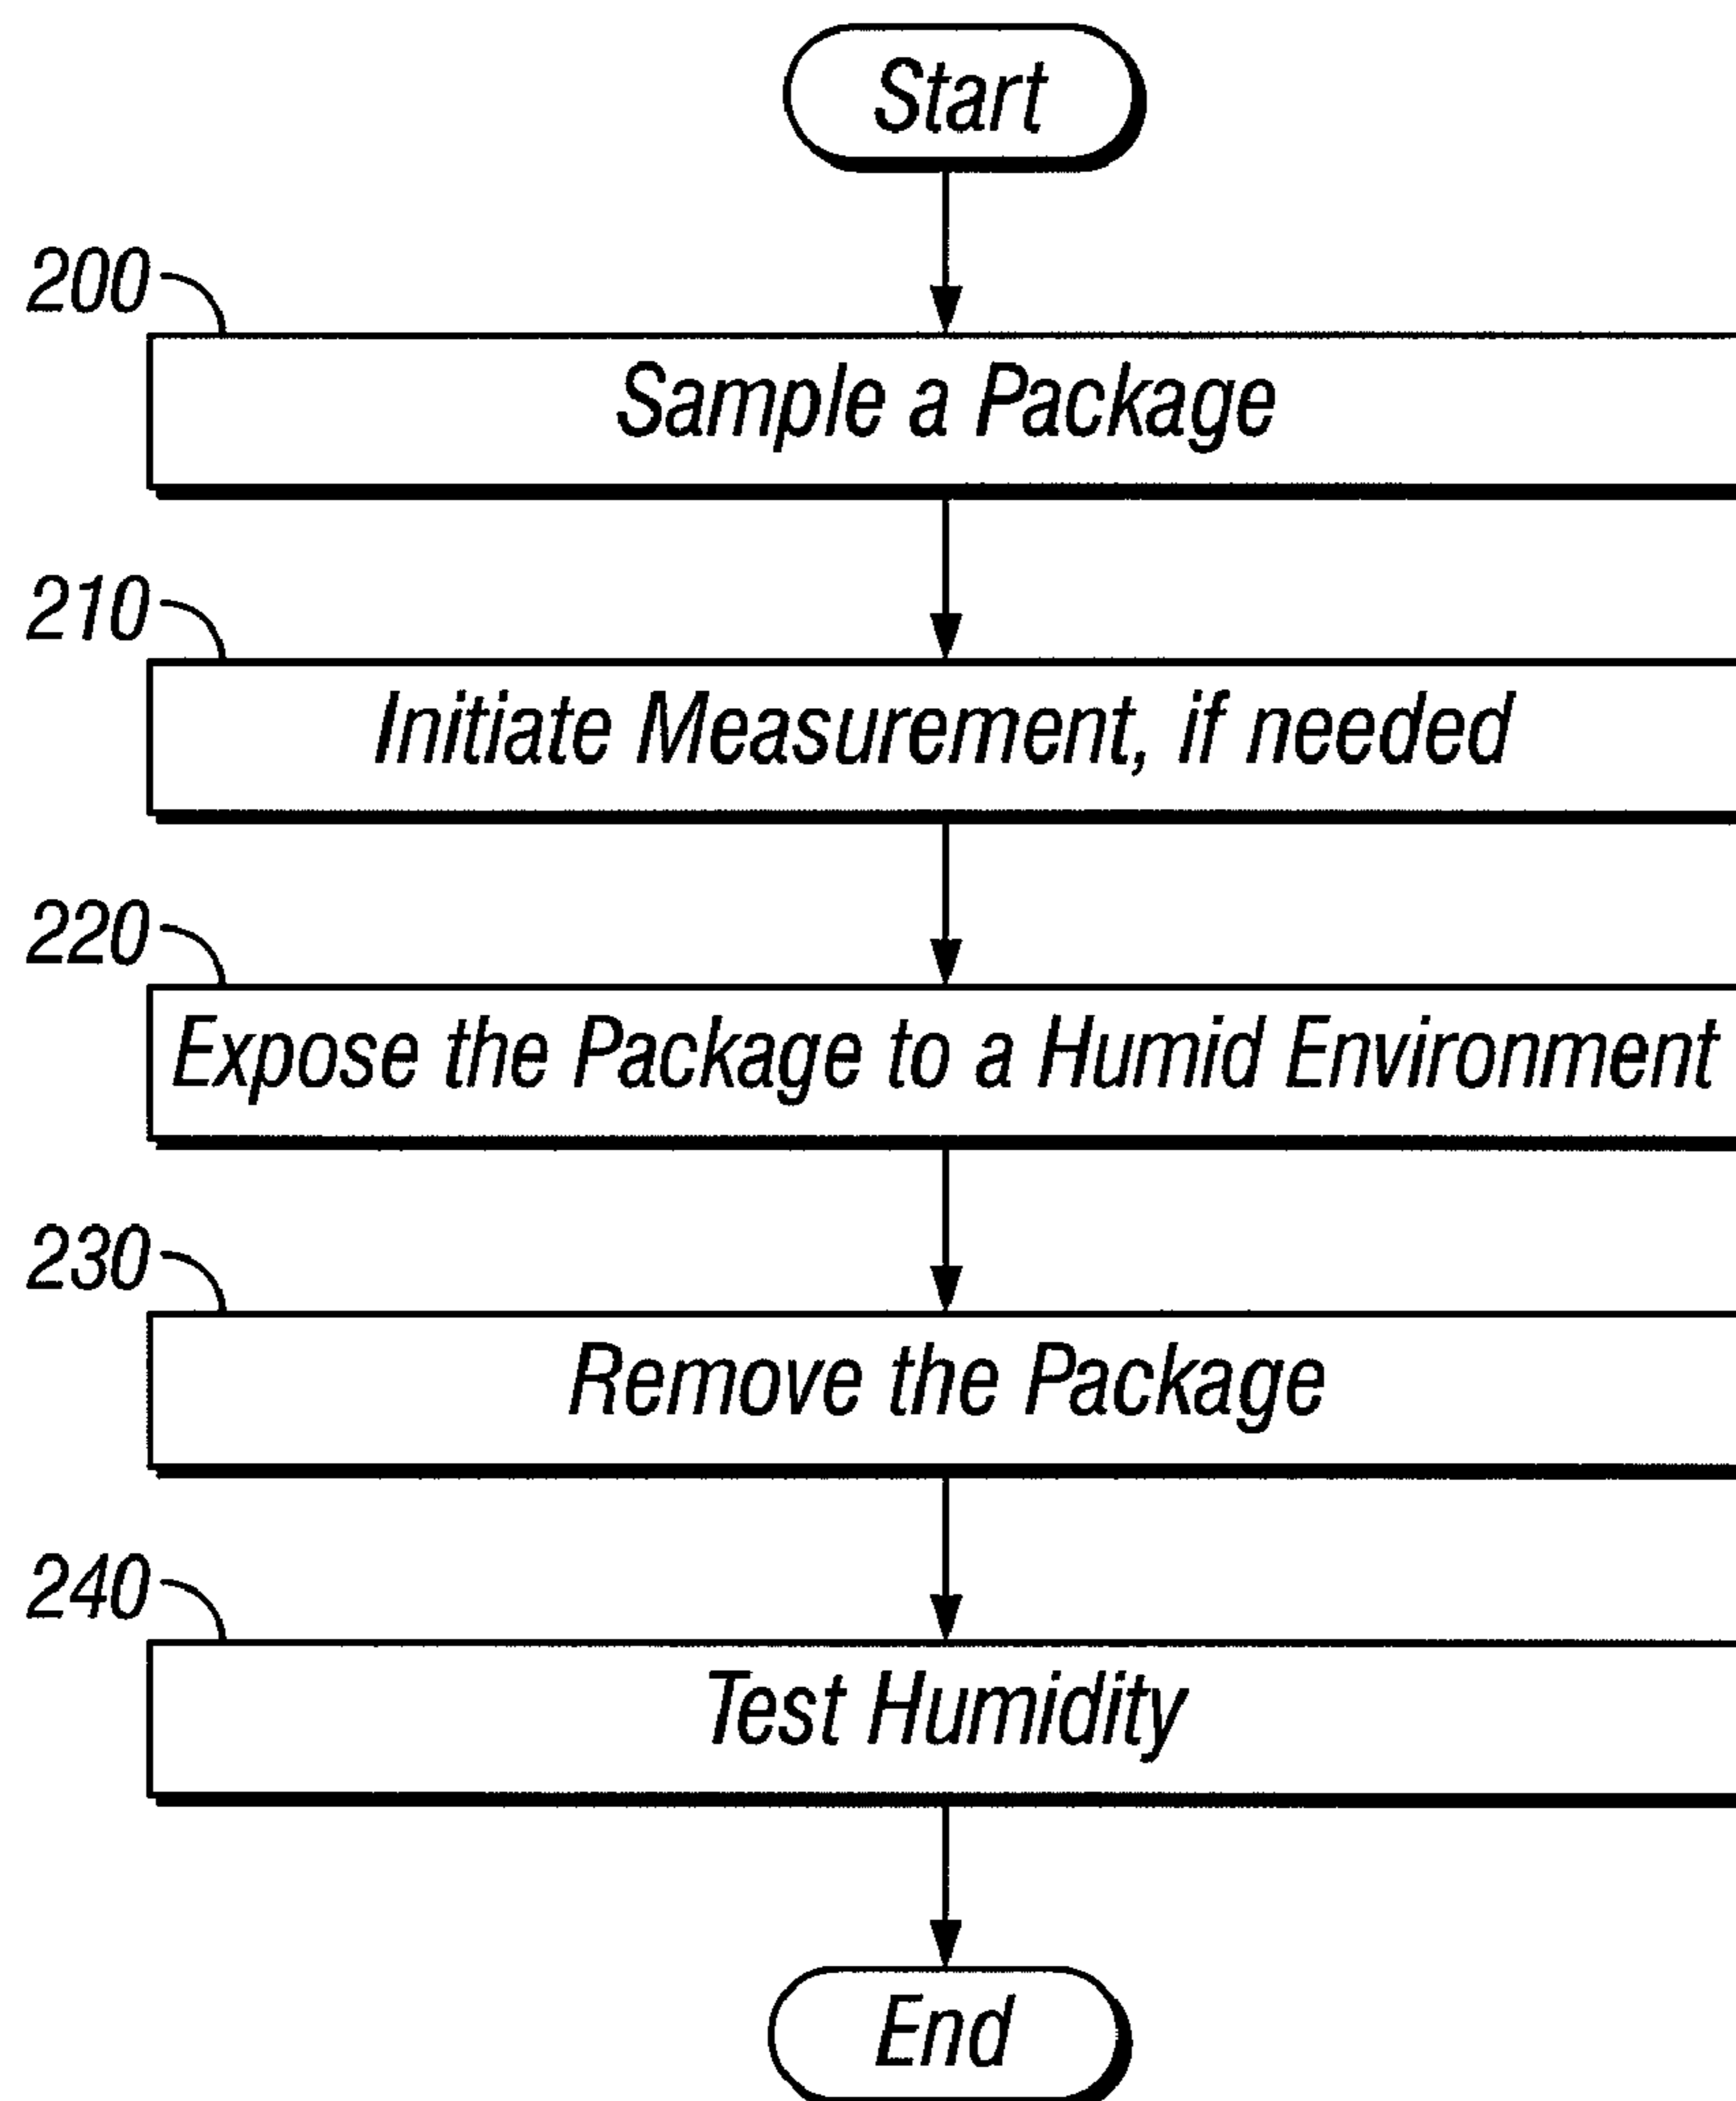 Start
200
Sample a Package
210
Initiate Measurement, if needed
220
Expose the Package to a Humid Environment
230
Remove the Package
240
Test Humidity
End